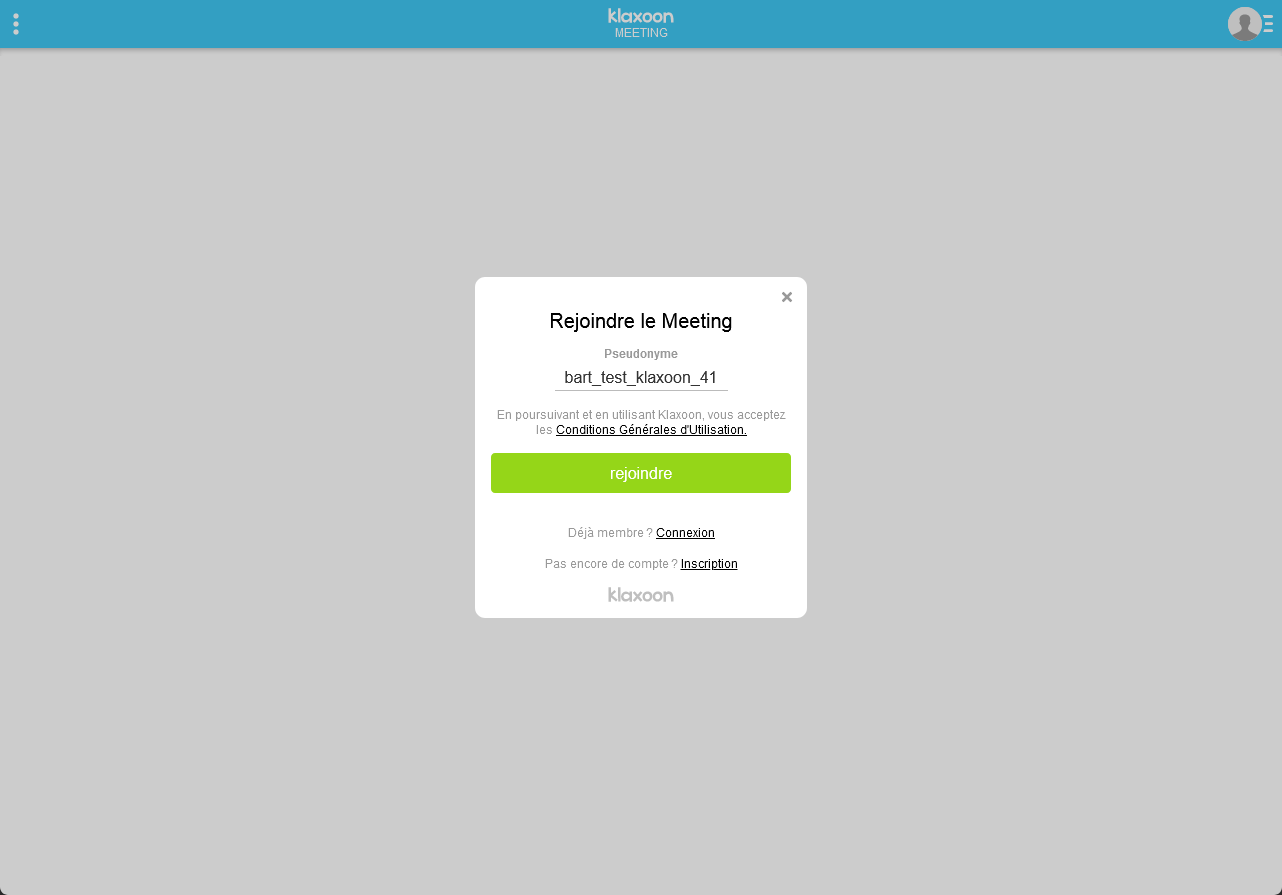 klaxoon
MEETING
Rejoindre le Meeting
Pseudonyme
bart_test_klaxoon_41
En poursuivant et en utilisant Klaxoon, vous acceptez
les Conditions Générales d'Utilisation.
rejoindre
Déjà membre ? Connexion
Pas encore de compte ? Inscription
klaxoon